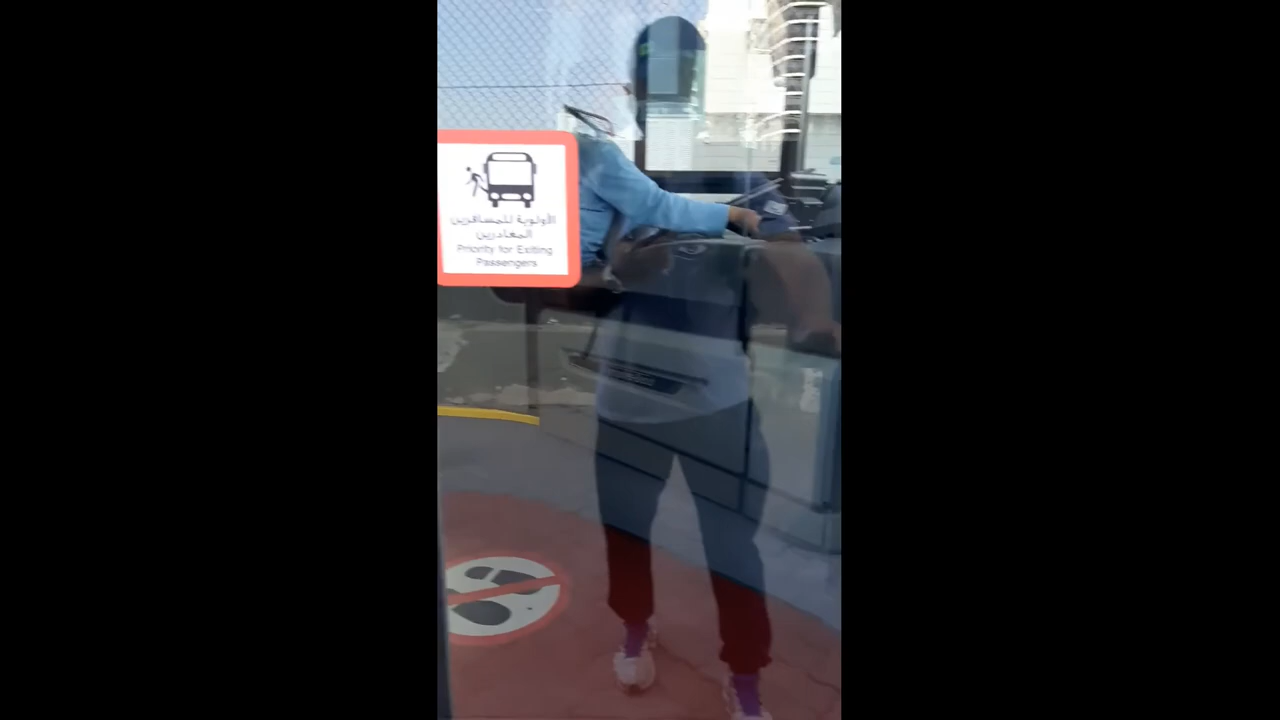 الأولوية للمسافرين
المغادرين
Priority for Exiting
Passengers